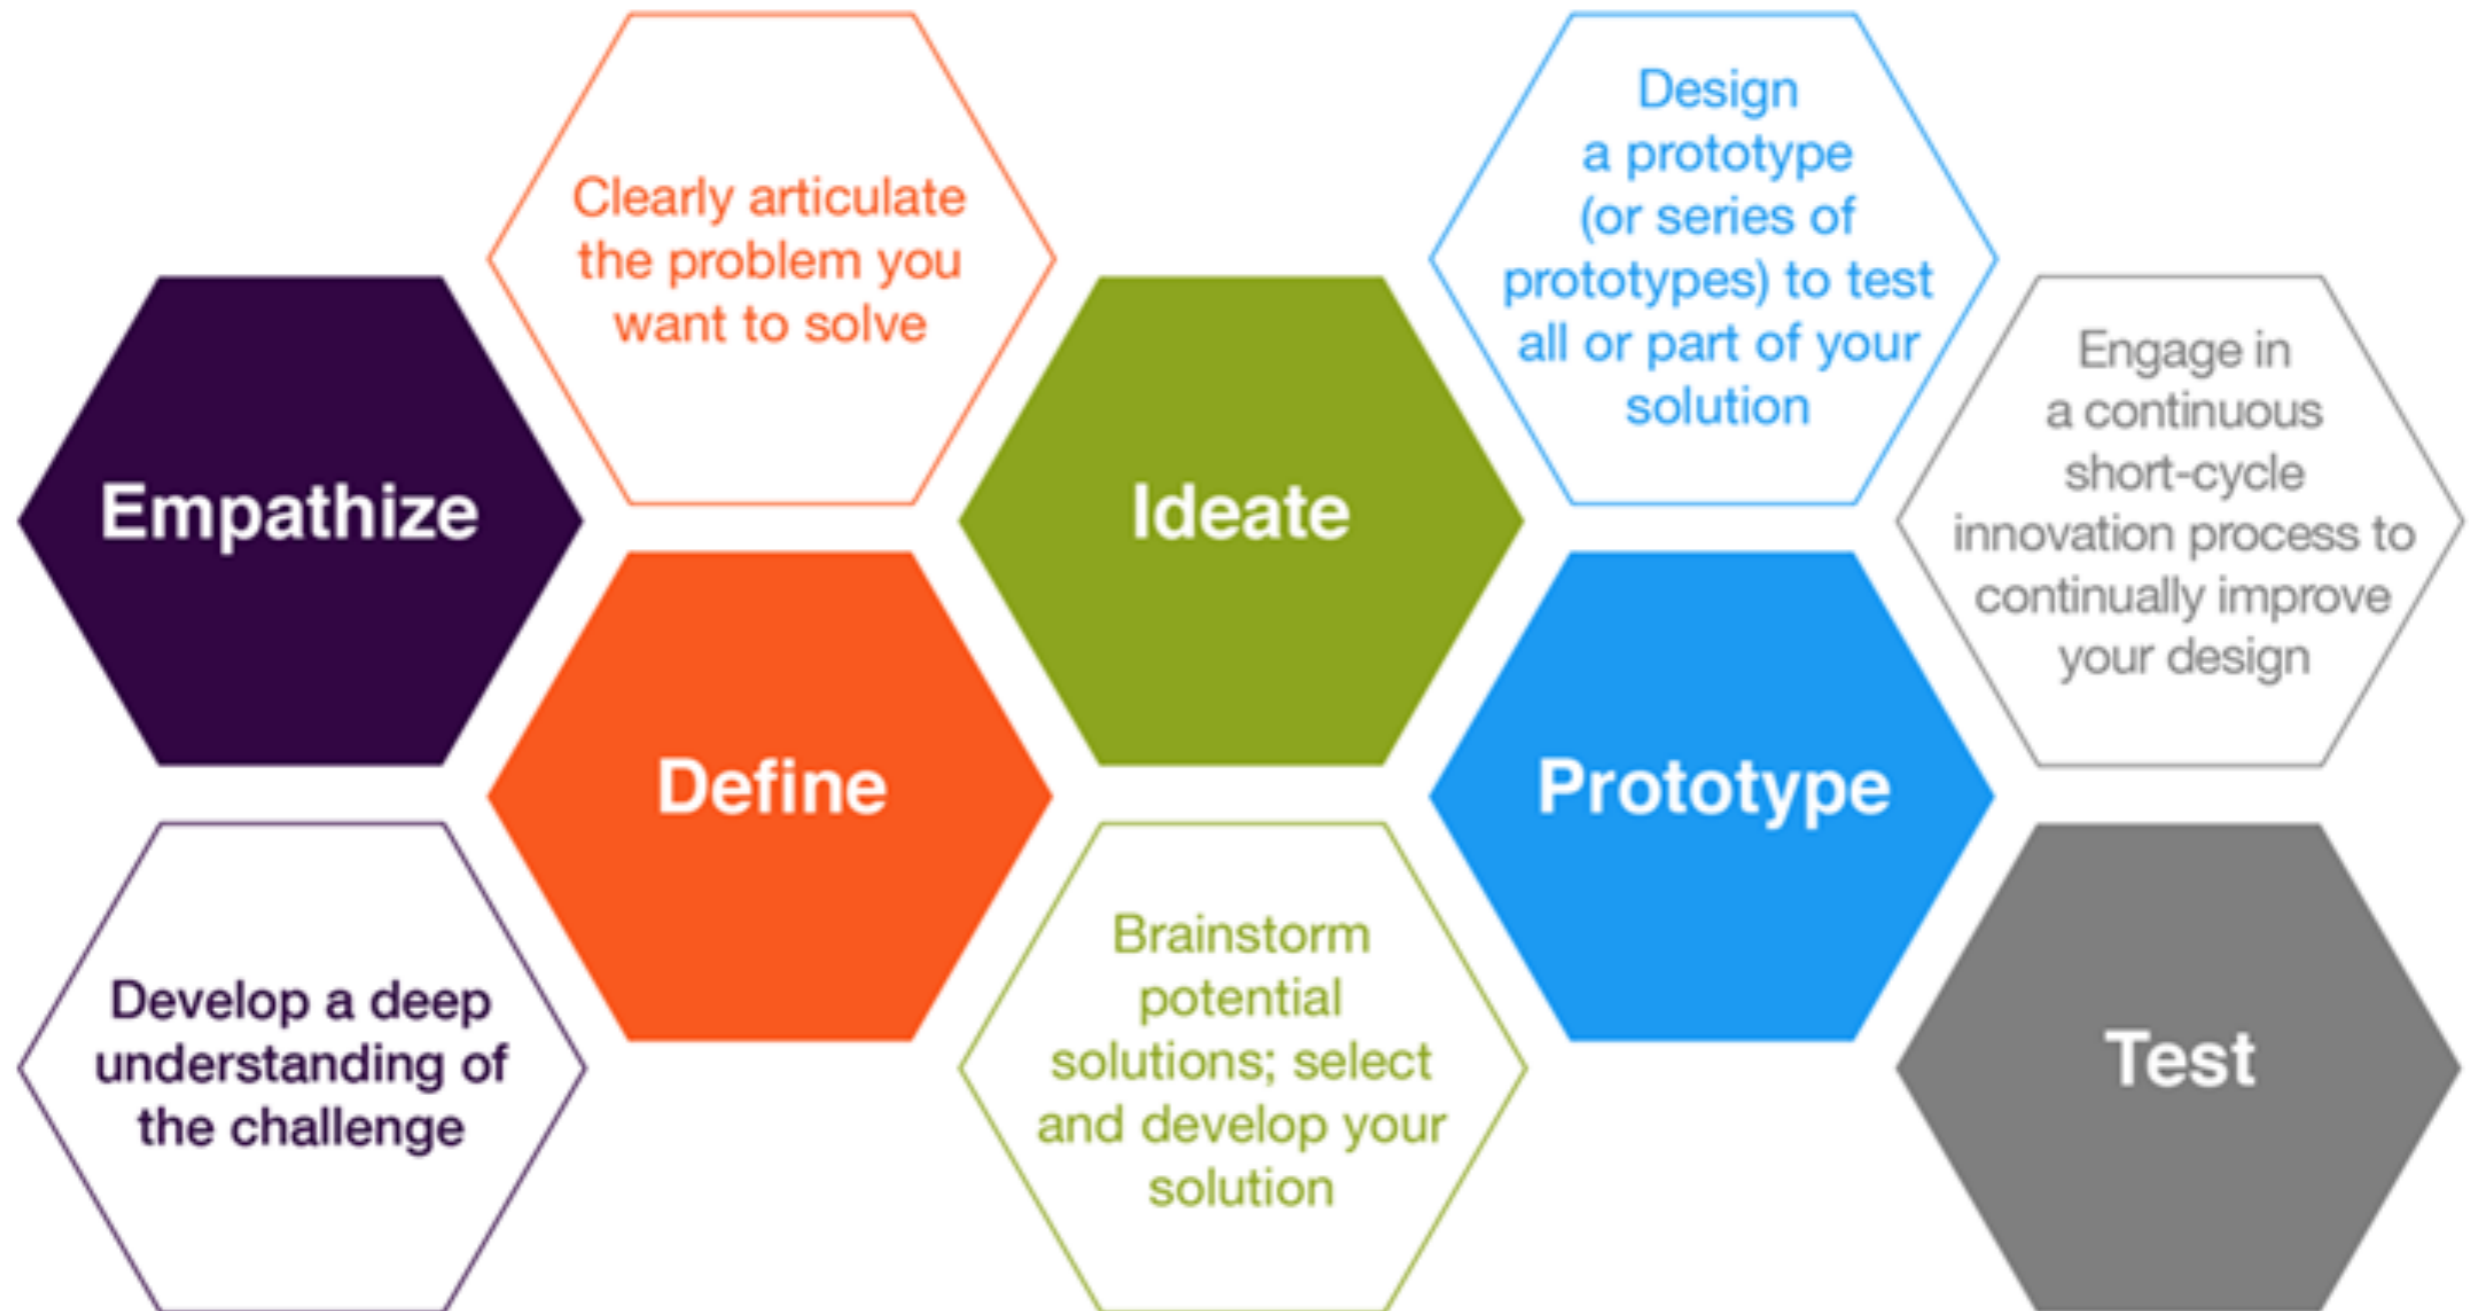 Empathize
Develop a deep
understanding of
the challenge
Clearly articulate
the problem you
want to solve
Define
Ideate
Brainstorm
potential
solutions; select
and develop your
solution
Design
a prototype
(or series of
prototypes) to test
all or part of your
solution
Prototype
Engage in
a continuous
short-cycle
innovation process to
continually improve
your design
Test